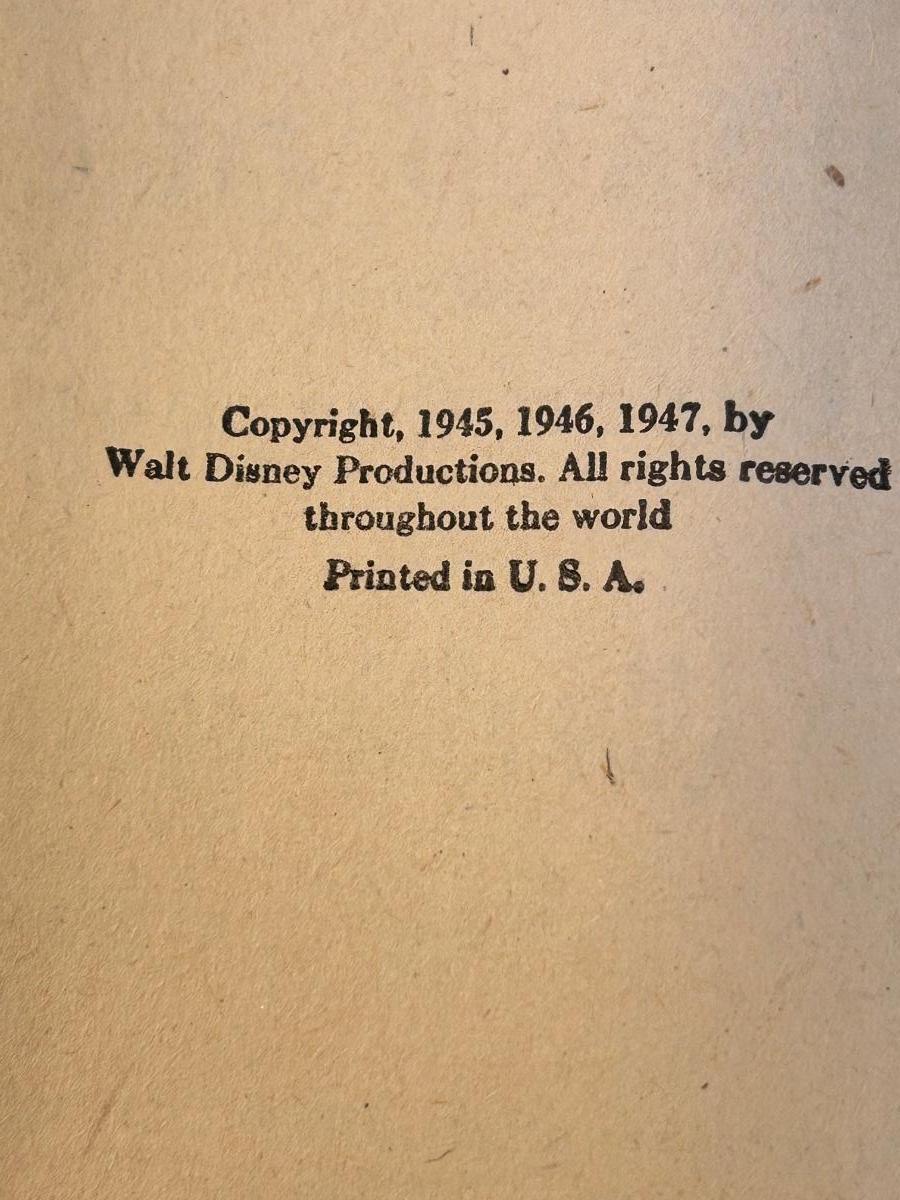 Copyright, 1945, 1946, 1947, by
Walt Disney Productions. All rights reserved
throughout the world
Printed in U. S. A.